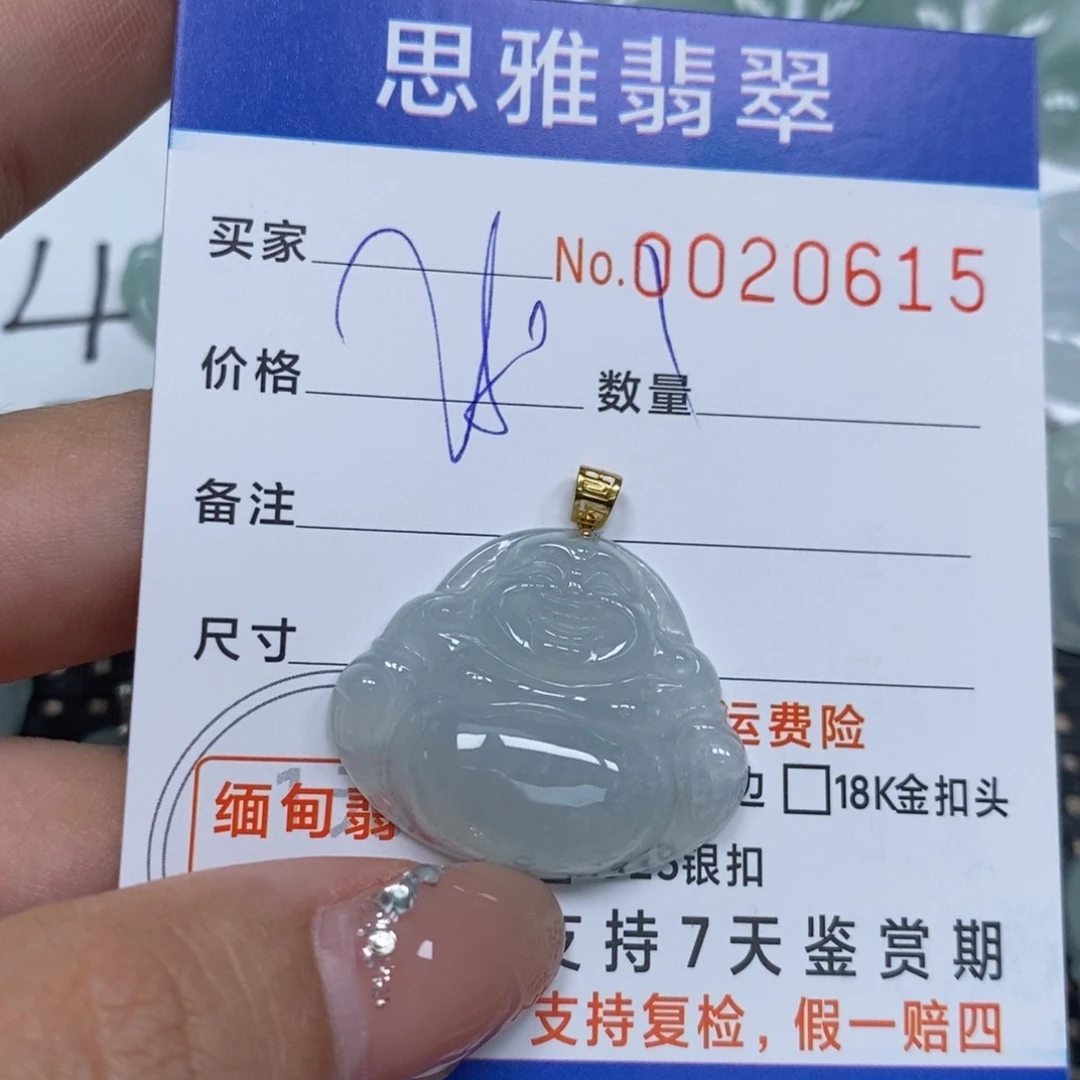 思雅翡翠
4
买家 No.0020615
价格 数量
备注
尺寸
运费险
缅甸翡
边 □18K金扣头
银扣
支持7天鉴赏期
支持复检，假一赔四